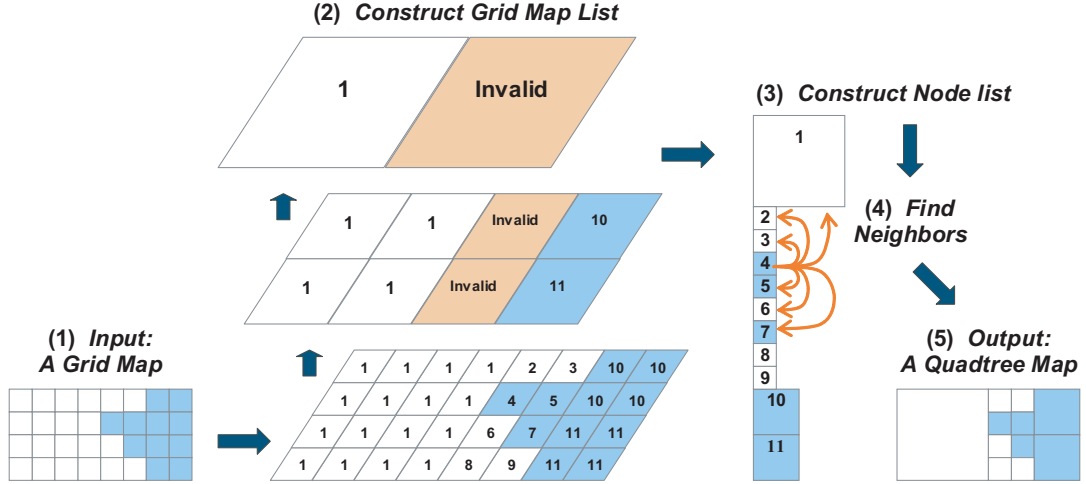 (2) Construct Grid Map List
1 Invalid
(3) Construct Node list
1
1 1 Invalid 10
1 1 Invalid 11
2
3
4
5
6
7
8
9
10
11
(4) Find
Neighbors
(1) Input:
A Grid Map
1 1 1 1 2 3 10 10
1 1 1 1 4 5 10 10
1 1 1 1 6 7 11 11
1 1 1 1 8 9 11 11
(5) Output:
A Quadtree Map